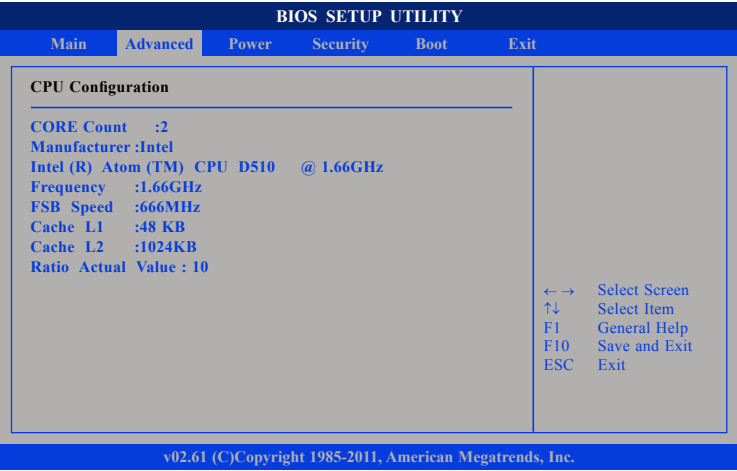 BIOS SETUP UTILITY
Main Advanced Power Security Boot Exit
CPU Configuration
CORE Count :2
Manufacturer :Intel
Intel (R) Atom (TM) CPU D510 @ 1.66GHz
Frequency :1.66GHz
FSB Speed :666MHz
Cache L1 :48 KB
Cache L2 :1024KB
Ratio Actual Value : 10
←→ Select Screen
↑↓ Select Item
F1 General Help
F10 Save and Exit
ESC Exit
v02.61 (C)Copyright 1985-2011, American Megatrends, Inc.